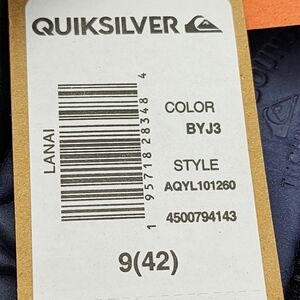 QUIKSILVER
LANAI
1 95718 28348 4
COLOR
BYJ3
STYLE
AQYL101260
4500794143
9(42)